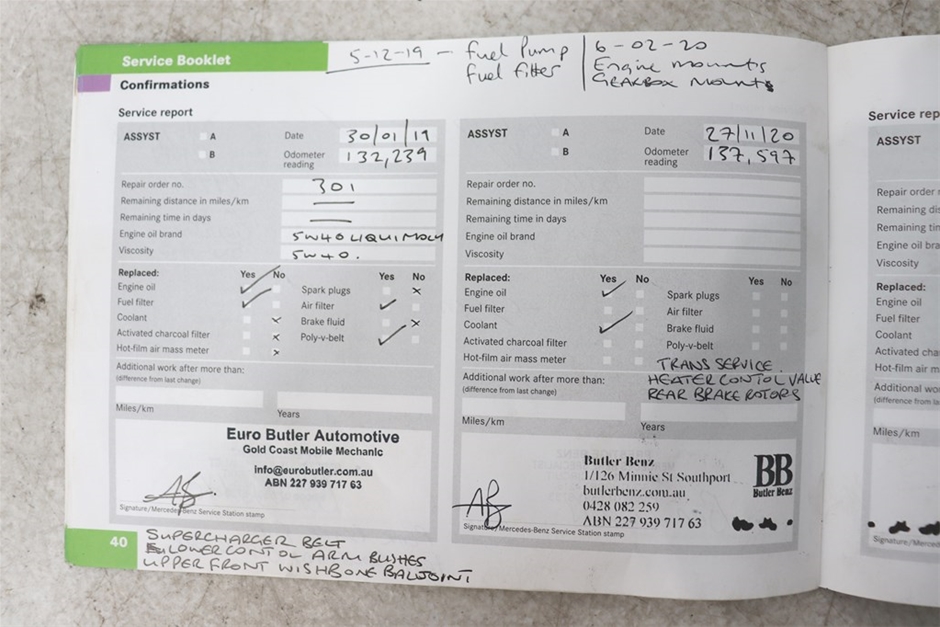 Service Booklet
5-12-19 - Fuel Pump
Fuel filter
6-02-20
Engine mounts
GEARBOX MOUNTS
Confirmations
Service report
ASSYST A
B
Date 30/01/19
Odometer reading 132,239
Repair order no. 301
Remaining distance in miles/km —
Remaining time in days —
Engine oil brand 5W40 LIQUI MOLY
Viscosity 5W40.
Replaced: Yes No Yes No
Engine oil ✓ Spark plugs x
Fuel filter ✓ Air filter ✓
Coolant x Brake fluid x
Activated charcoal filter x Poly-v-belt ✓
Hot-film air mass meter x
Additional work after more than:
(difference from last change)
Miles/km Years
Euro Butler Automotive
Gold Coast Mobile Mechanic
info@eurobutler.com.au
ABN 227 939 717 63
Signature/Mercedes-Benz Service Station stamp
40
SUPERCHARGER BELT
LOWER CONTOL ARM BUSHES
UPPER FRONT WISHBONE BALJOINT
ASSYST A
B
Date 27/11/20
Odometer reading 137,597
Repair order no.
Remaining distance in miles/km
Remaining time in days
Engine oil brand
Viscosity
Replaced: Yes No Yes No
Engine oil ✓ Spark plugs
Fuel filter Air filter
Coolant ✓ Brake fluid
Activated charcoal filter Poly-v-belt
Hot-film air mass meter
TRANS SERVICE
HEATER CONTOL VALVE
REAR BRAKE ROTORS
Additional work after more than:
(difference from last change)
Miles/km Years
Butler Benz
1/126 Minnie St Southport
butlerbenz.com.au
0428 082 259
ABN 227 939 717 63
BB
Butler Benz
Signature/Mercedes-Benz Service Station stamp
Service rep
ASSYST
Repair order
Remaining di
Remaining tin
Engine oil bra
Viscosity
Replaced:
Engine oil
Fuel filter
Coolant
Activated cha
Hot-film air m
Additional wo
(difference from la
Miles/km
Signature/Merced